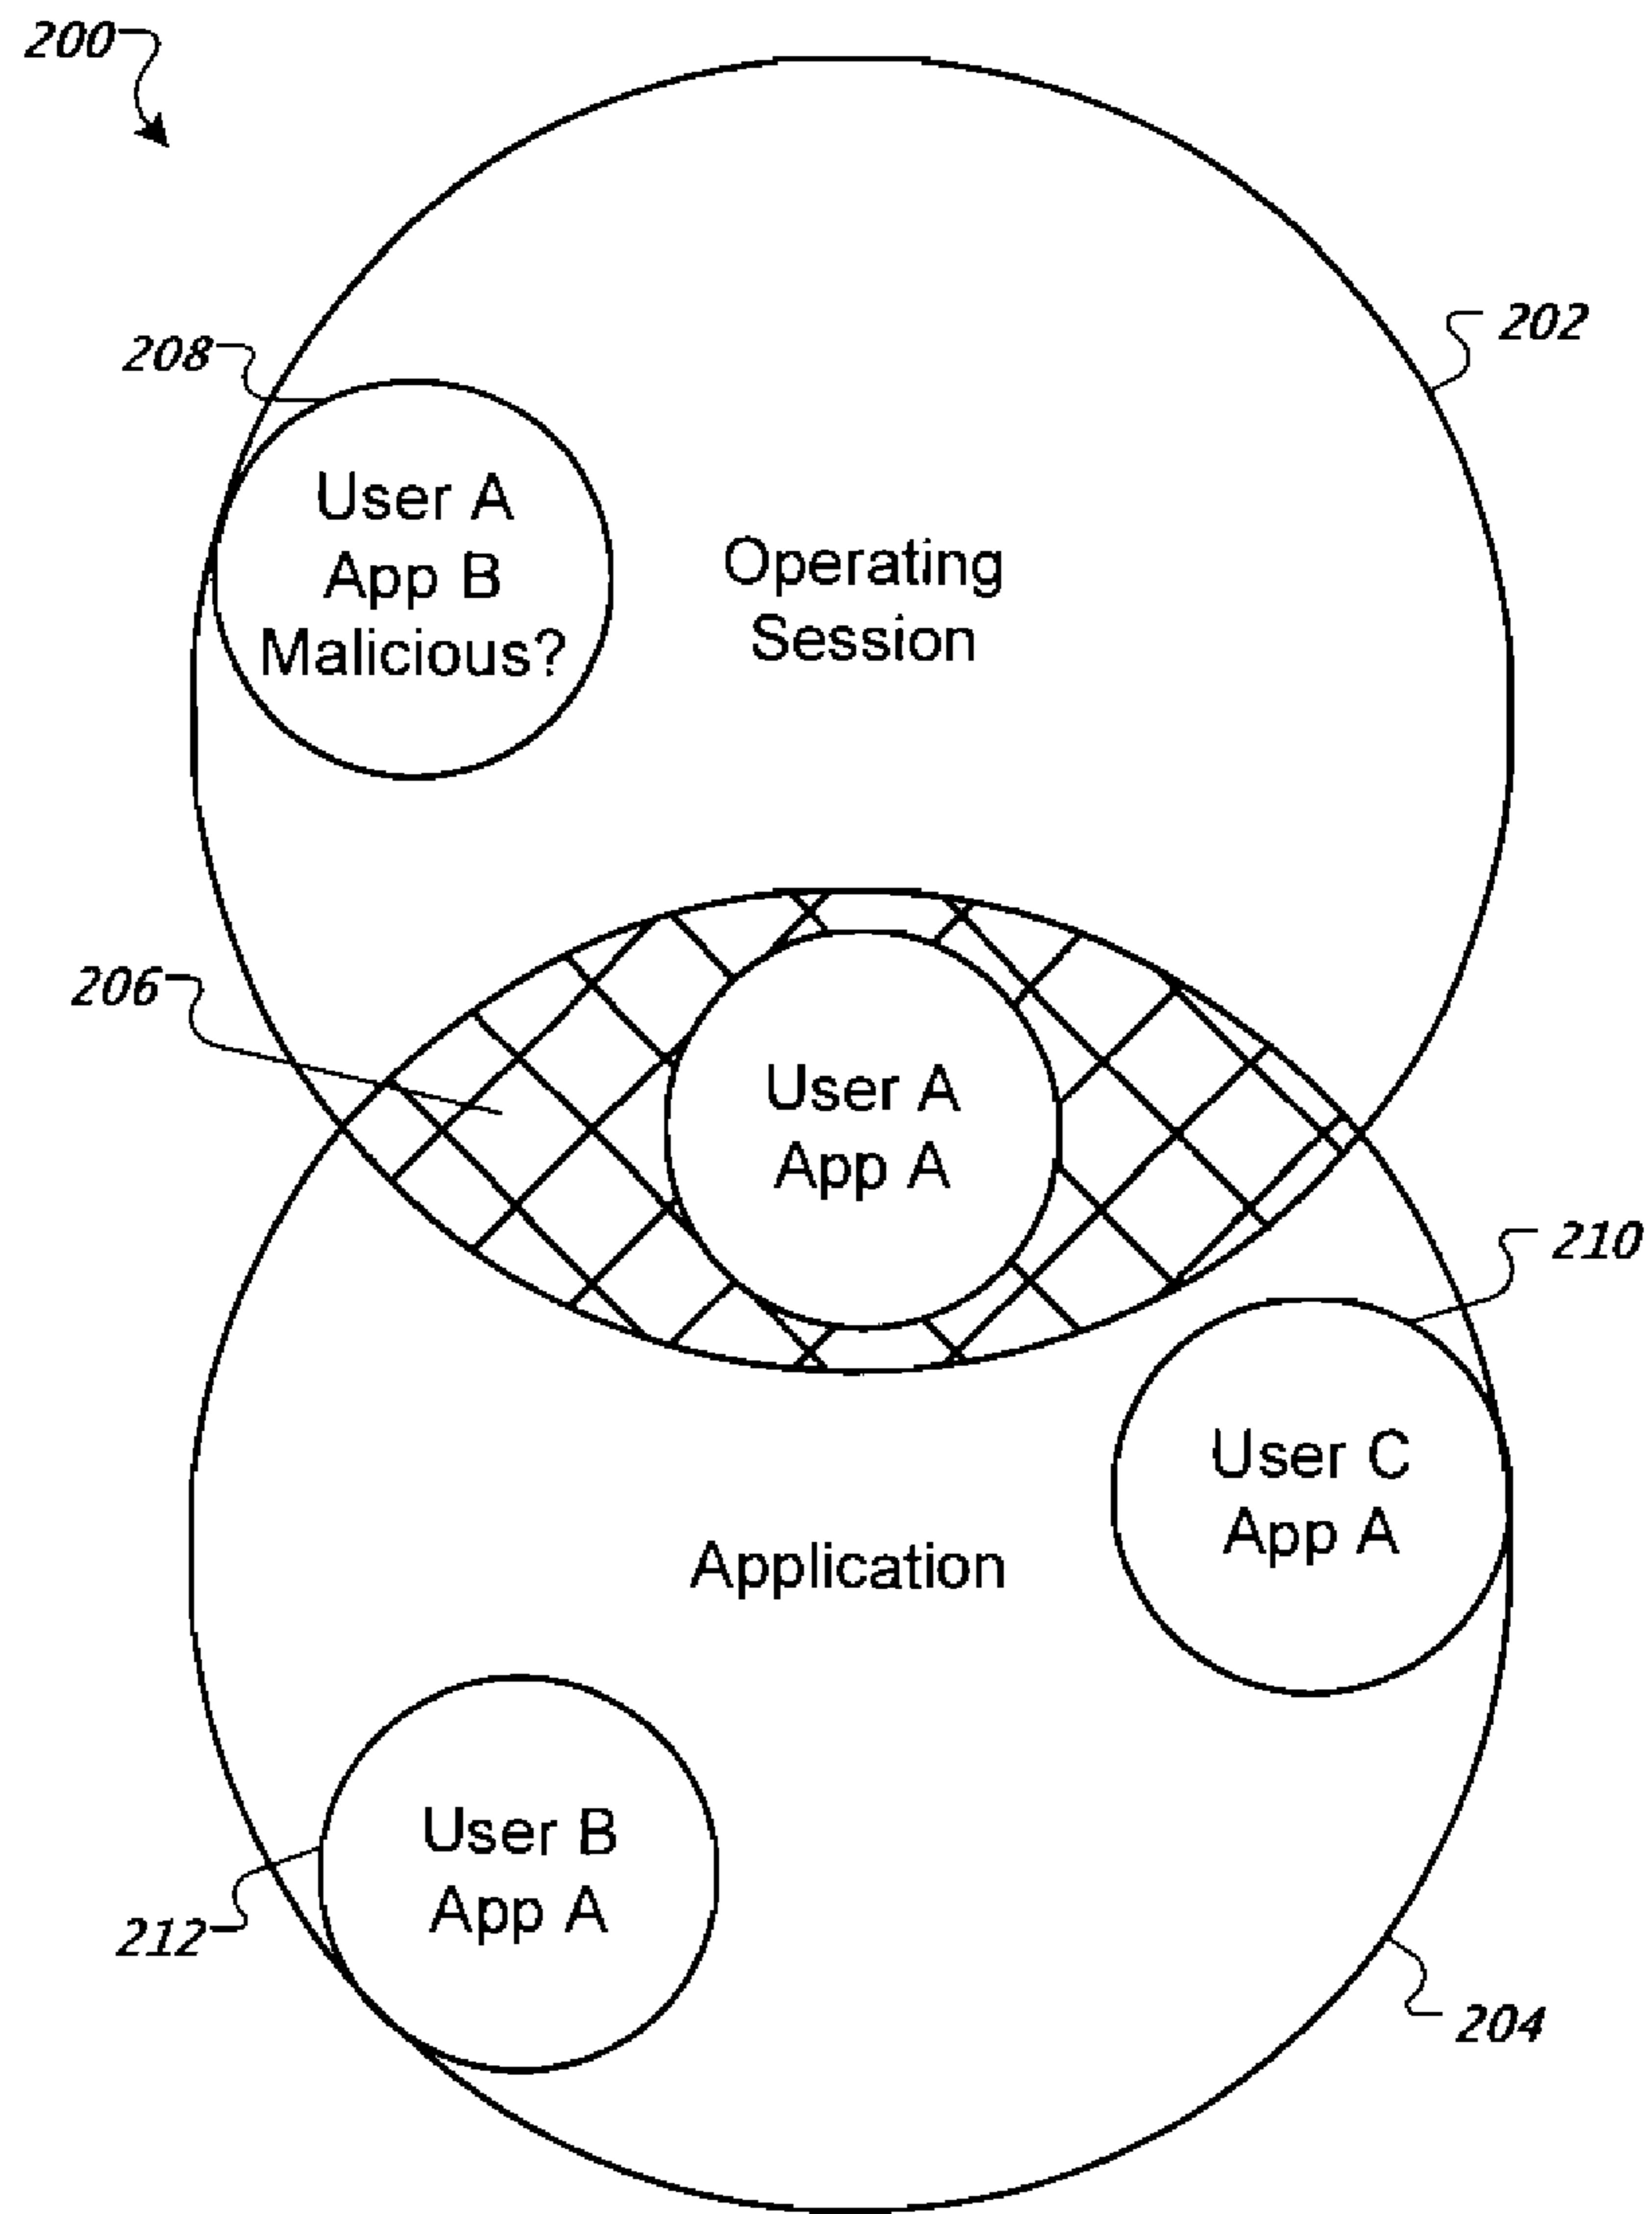 200
202
208
User A
App B
Malicious?
Operating
Session
206
User A
App A
210
User C
App A
Application
User B
App A
212
204